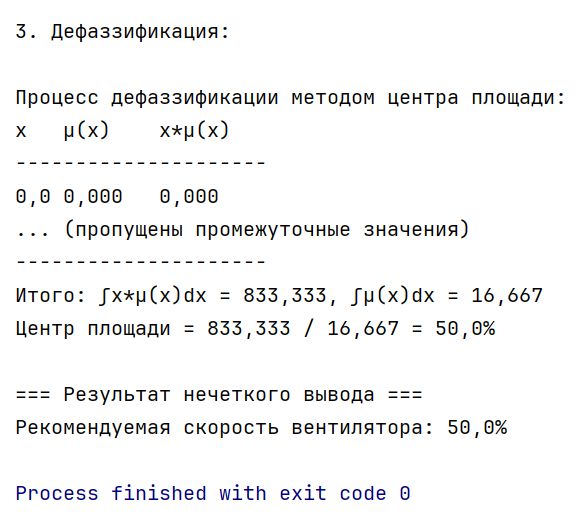 3. Дефаззификация:
Процесс дефаззификации методом центра площади:
x   μ(x)    x*μ(x)
---------------------
0,0 0,000   0,000
... (пропущены промежуточные значения)
---------------------
Итого: ∫x*μ(x)dx = 833,333, ∫μ(x)dx = 16,667
Центр площади = 833,333 / 16,667 = 50,0%
=== Результат нечеткого вывода ===
Рекомендуемая скорость вентилятора: 50,0%
Process finished with exit code 0